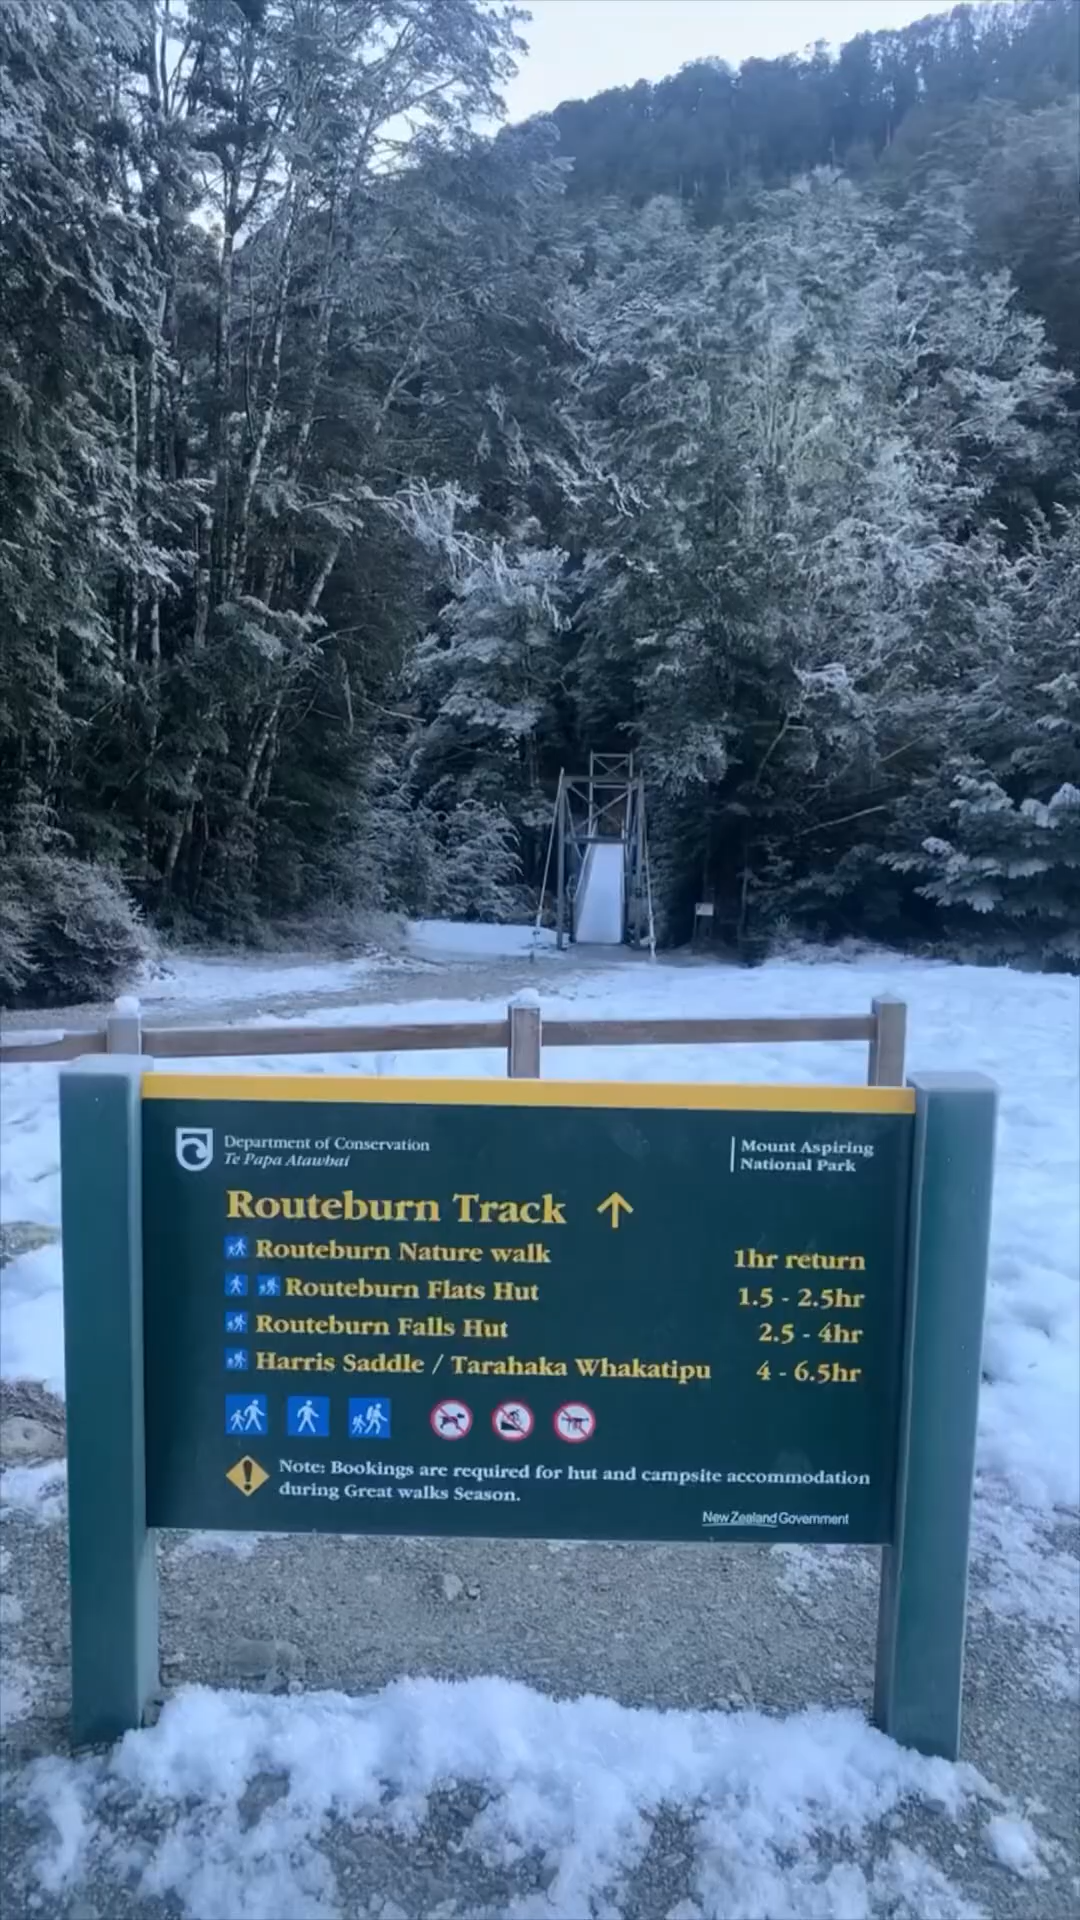 Department of Conservation
Te Papa Atawhai
Mount Aspiring
National Park
Routeburn Track ↑
Routeburn Nature walk 1hr return
Routeburn Flats Hut 1.5 - 2.5hr
Routeburn Falls Hut 2.5 - 4hr
Harris Saddle / Tarahaka Whakatipu 4 - 6.5hr
Note: Bookings are required for hut and campsite accommodation
during Great walks Season.
New Zealand Government